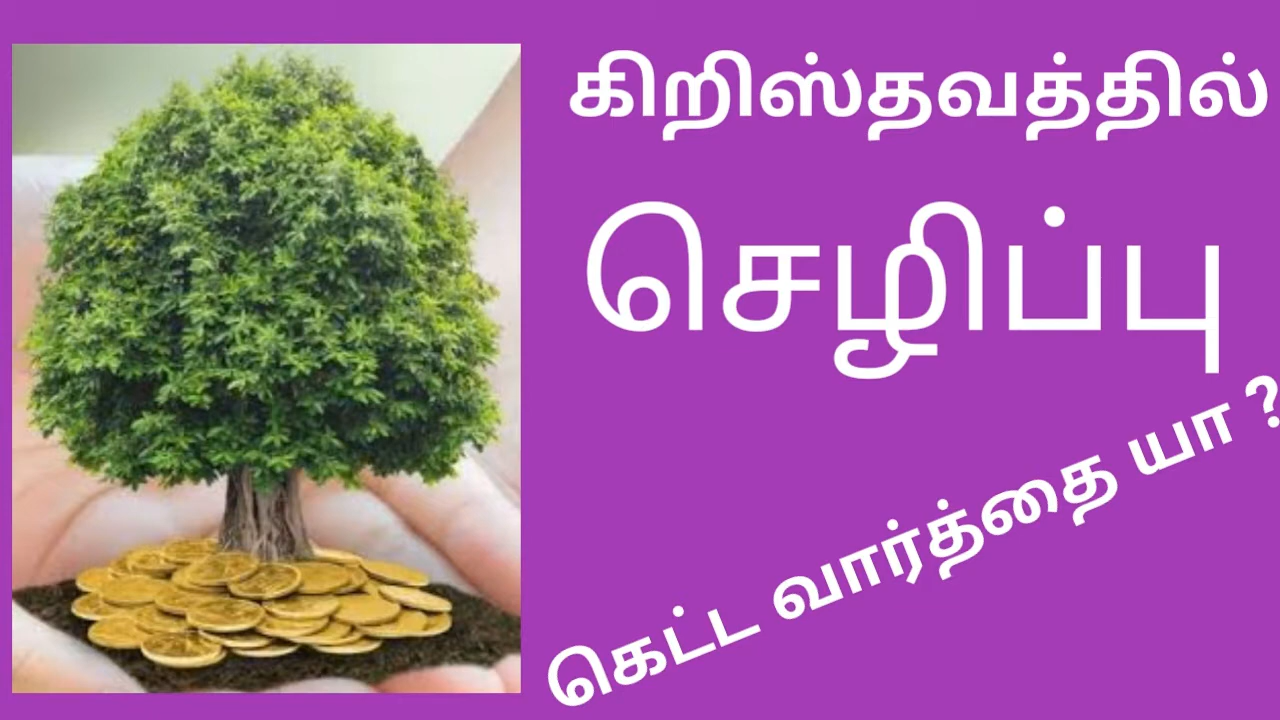 கிறிஸ்தவத்தில்
செழிப்பு
கெட்ட வார்த்தை யா ?